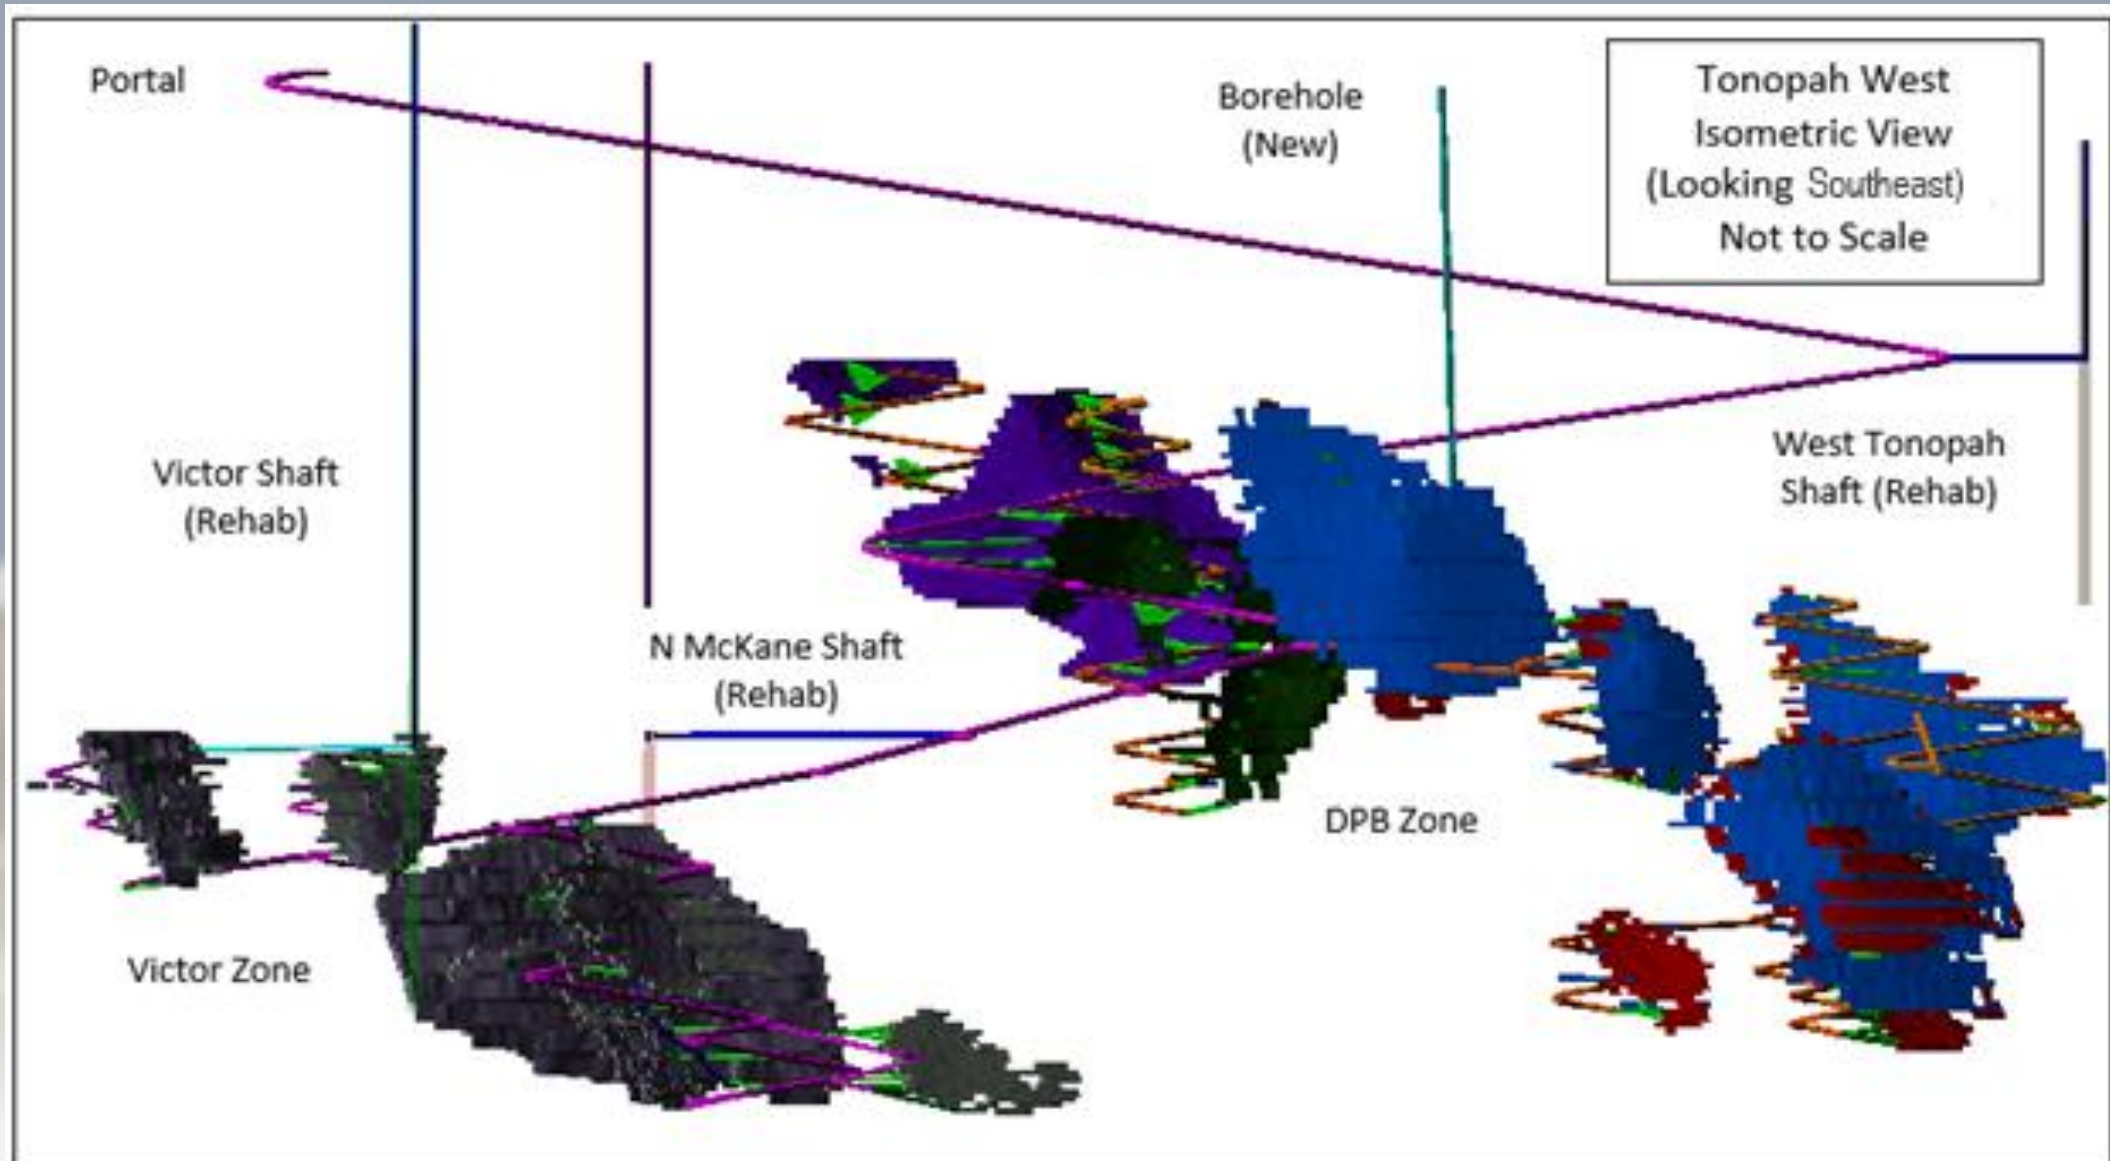 Portal
Borehole
(New)
Tonopah West
Isometric View
(Looking Southeast)
Not to Scale
Victor Shaft
(Rehab)
West Tonopah
Shaft (Rehab)
N McKane Shaft
(Rehab)
DPB Zone
Victor Zone